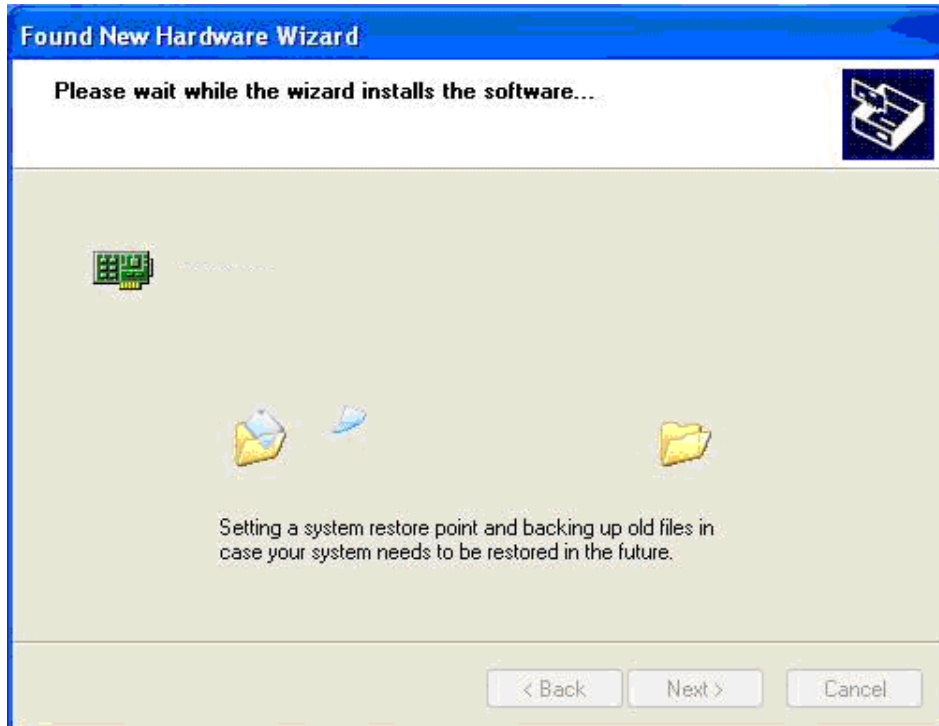 Found New Hardware Wizard
Please wait while the wizard installs the software...
Setting a system restore point and backing up old files in
case your system needs to be restored in the future.
< Back
Next >
Cancel